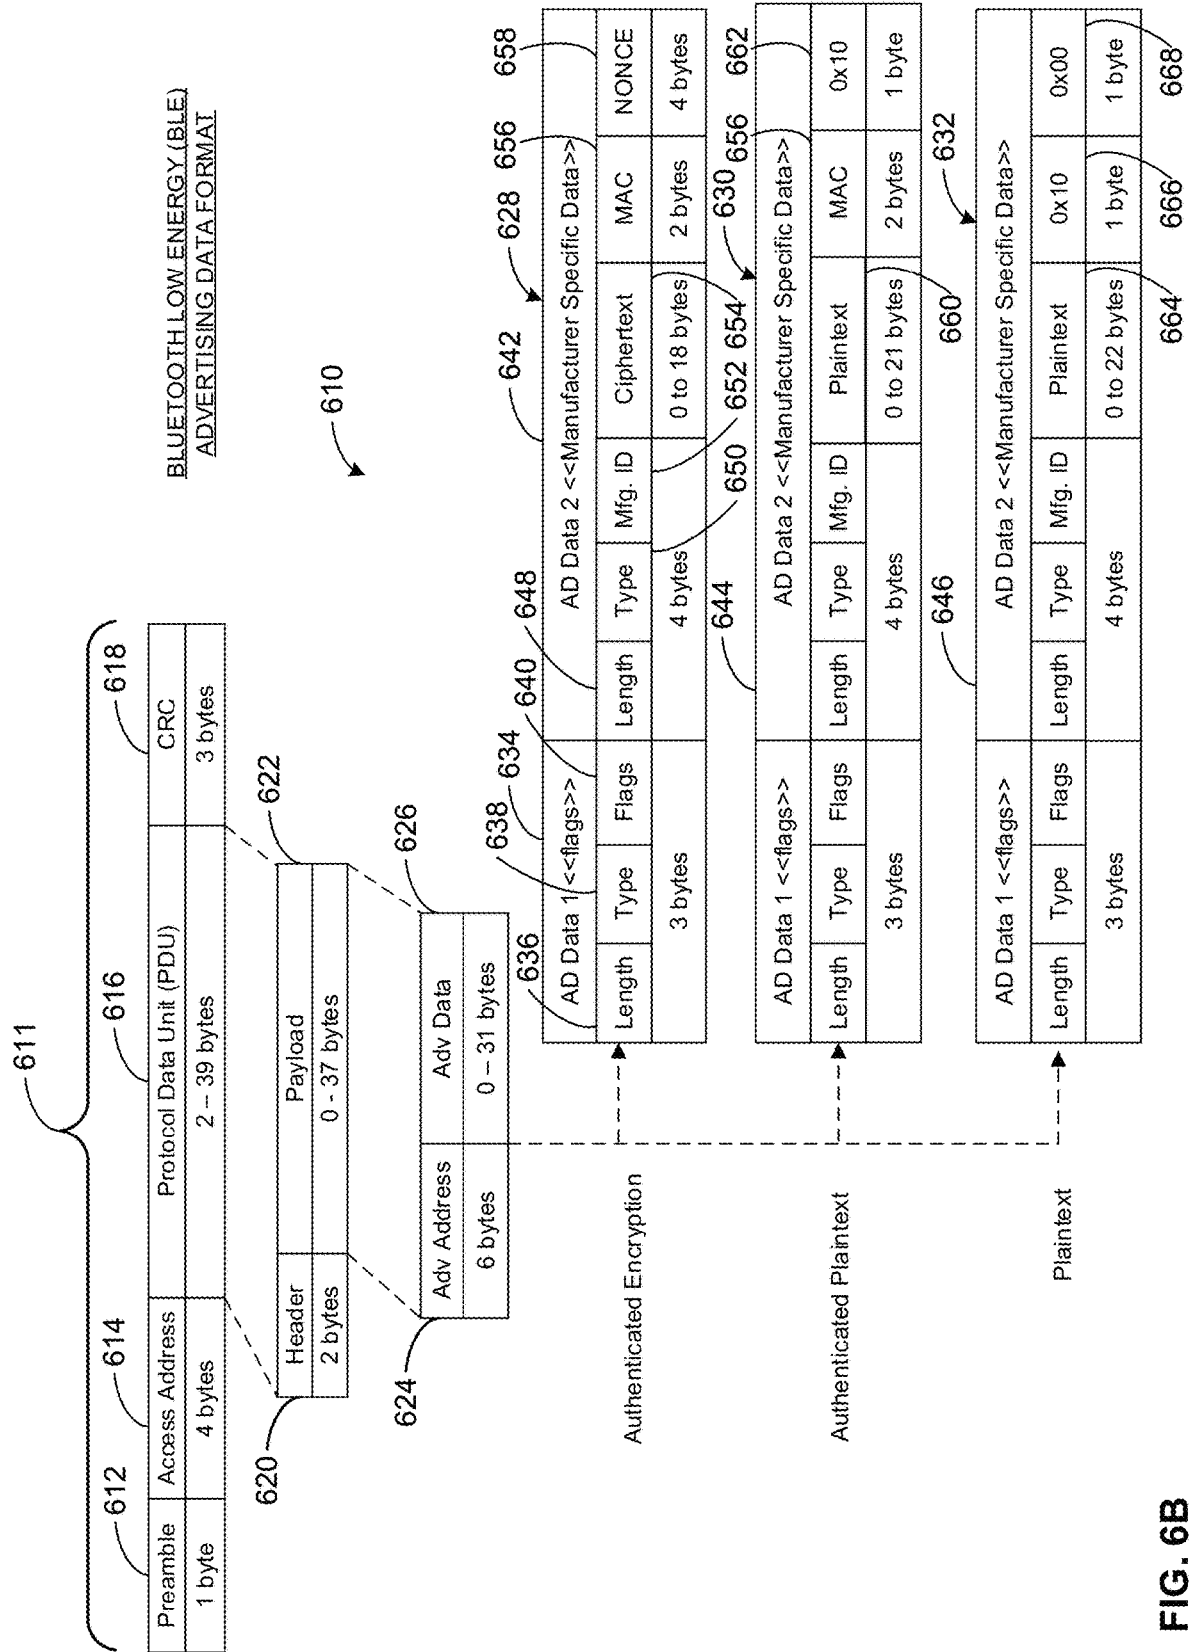 BLUETOOTH LOW ENERGY (BLE)
ADVERTISING DATA FORMAT
611
612 614 616 618
Preamble Access Address Protocol Data Unit (PDU) CRC
1 byte 4 bytes 2 – 39 bytes 3 bytes
610
620 622
Header Payload
2 bytes 0 - 37 bytes
624 626
Adv Address Adv Data
6 bytes 0 – 31 bytes
636 638 634 640 648 642 628 656 658
Authenticated Encryption
AD Data 1 <<flags>> AD Data 2 <<Manufacturer Specific Data>>
Length Type Flags Length Type Mfg. ID Ciphertext MAC NONCE
3 bytes 4 bytes 0 to 18 bytes 2 bytes 4 bytes
644 650 652 654 630 656 662
Authenticated Plaintext
AD Data 1 <<flags>> AD Data 2 <<Manufacturer Specific Data>>
Length Type Flags Length Type Mfg. ID Plaintext MAC 0x10
3 bytes 4 bytes 0 to 21 bytes 2 bytes 1 byte
646 660 632
Plaintext
AD Data 1 <<flags>> AD Data 2 <<Manufacturer Specific Data>>
Length Type Flags Length Type Mfg. ID Plaintext 0x10 0x00
3 bytes 4 bytes 0 to 22 bytes 1 byte 1 byte
664 666 668
FIG. 6B